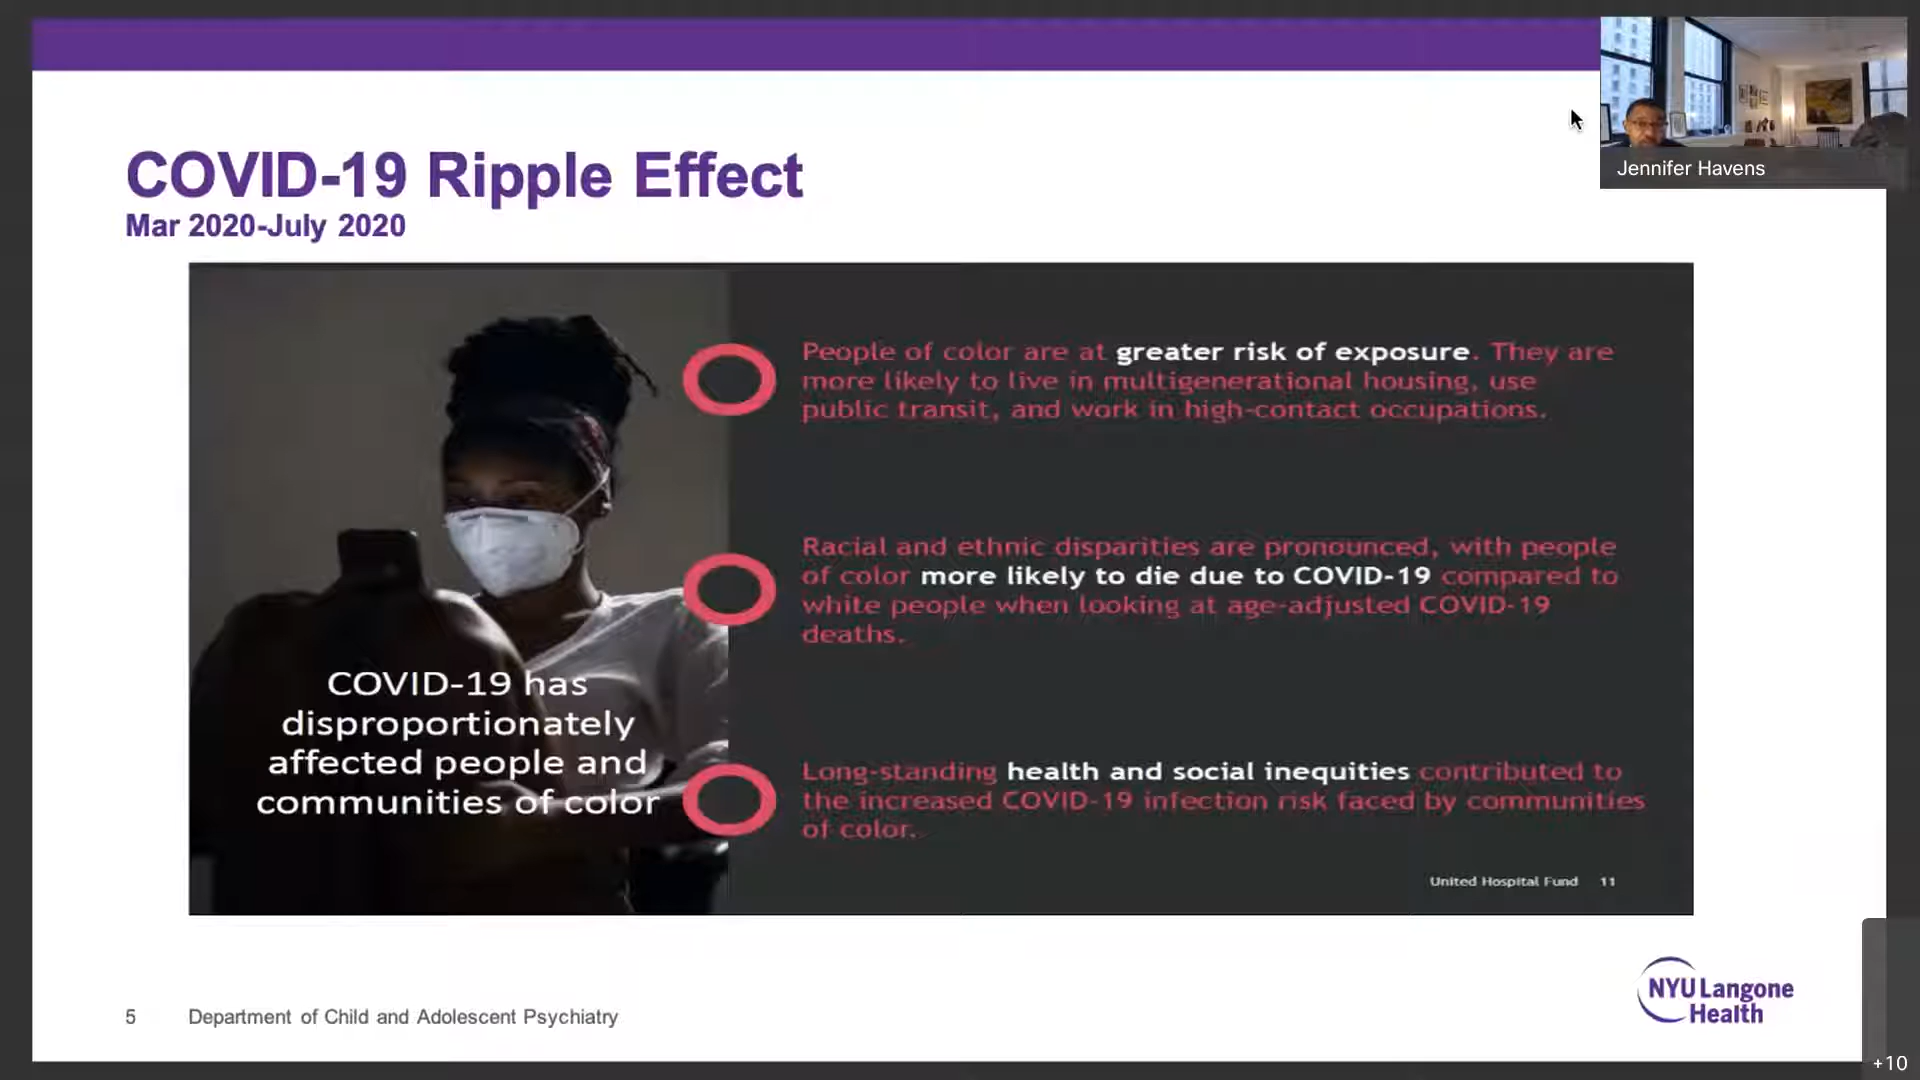 Jennifer Havens
COVID-19 Ripple Effect
Mar 2020-July 2020
COVID-19 has
disproportionately
affected people and
communities of color
People of color are at greater risk of exposure. They are
more likely to live in multigenerational housing, use
public transit, and work in high-contact occupations.
Racial and ethnic disparities are pronounced, with people
of color more likely to die due to COVID-19 compared to
white people when looking at age-adjusted COVID-19
deaths.
Long-standing health and social inequities contributed to
the increased COVID-19 infection risk faced by communities
of color.
United Hospital Fund 11
5 Department of Child and Adolescent Psychiatry
NYU Langone
Health
+10